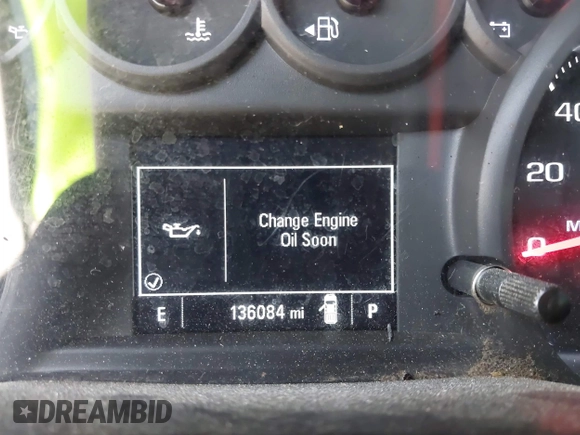 40
20
0
Change Engine
Oil Soon
E 136084 mi P
DREAMBID